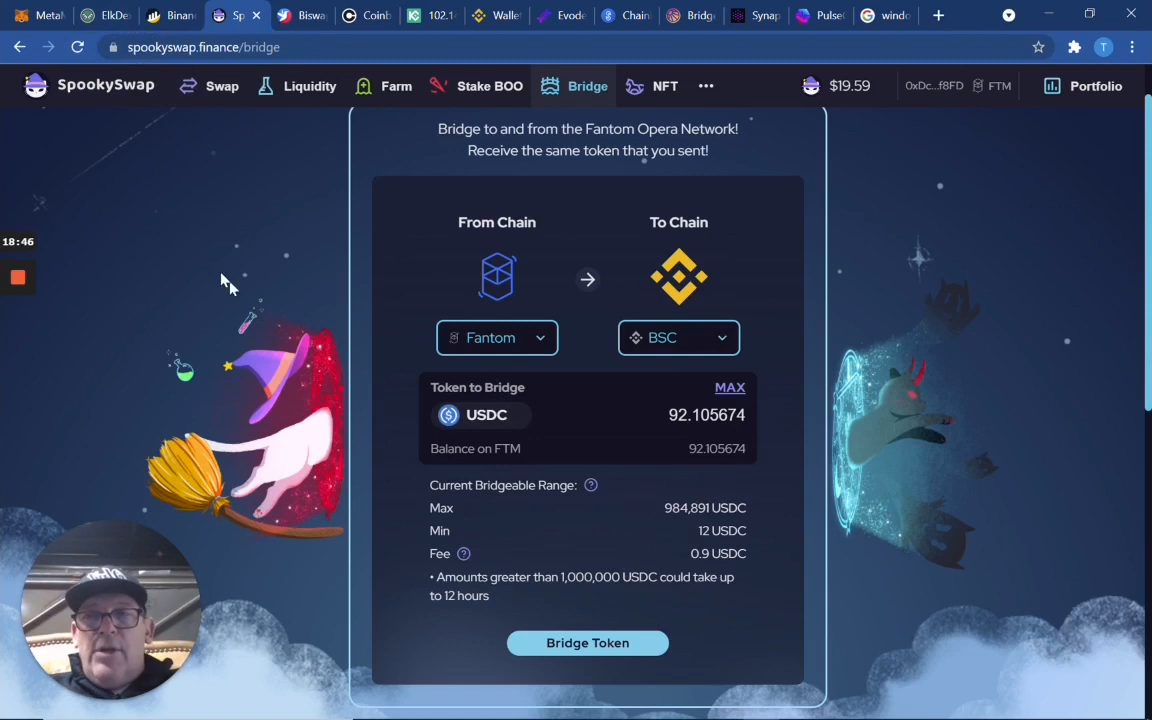 MetaM
ElkDe
Binan
Sp
Biswa
Coinb
102.1
Walle
Evode
Chain
Bridge
Synap
Pulse
windo
spookyswap.finance/bridge
T
SpookySwap
Swap
Liquidity
Farm
Stake BOO
Bridge
NFT
$19.59
0xDc...f8FD
FTM
Portfolio
Bridge to and from the Fantom Opera Network!
Receive the same token that you sent!
From Chain
To Chain
Fantom
BSC
Token to Bridge
MAX
USDC
92.105674
Balance on FTM
92.105674
Current Bridgeable Range:
Max
984,891 USDC
Min
12 USDC
Fee
0.9 USDC
• Amounts greater than 1,000,000 USDC could take up
to 12 hours
Bridge Token
18:46